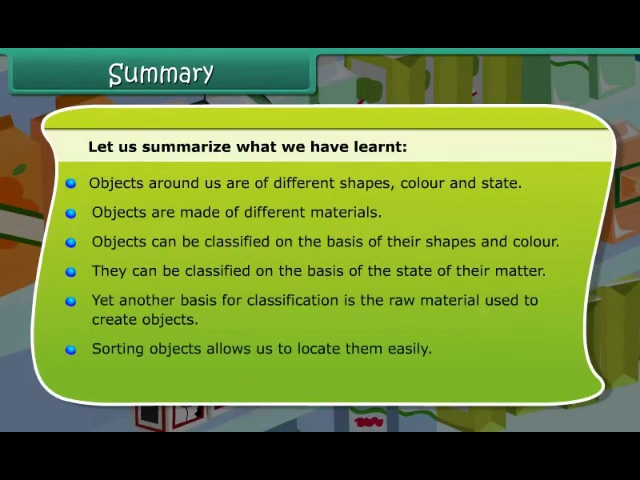 Summary
Let us summarize what we have learnt:
Objects around us are of different shapes, colour and state.
Objects are made of different materials.
Objects can be classified on the basis of their shapes and colour.
They can be classified on the basis of the state of their matter.
Yet another basis for classification is the raw material used to
create objects.
Sorting objects allows us to locate them easily.